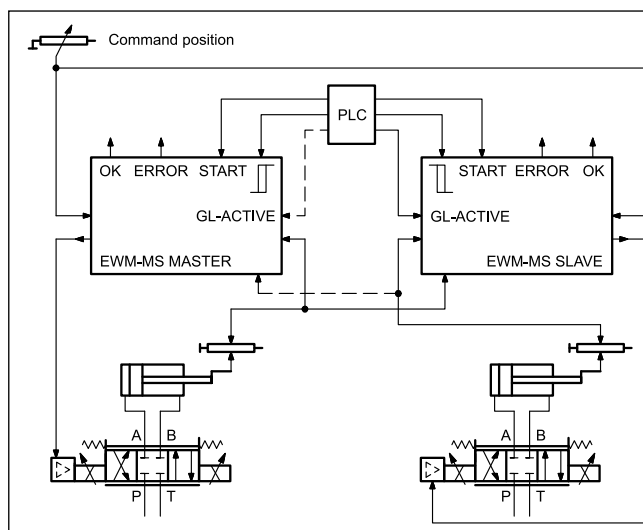 Command position
PLC
OK ERROR START
START ERROR OK
GL-ACTIVE
GL-ACTIVE
EWM-MS MASTER
EWM-MS SLAVE
A B
A B
P T
P T